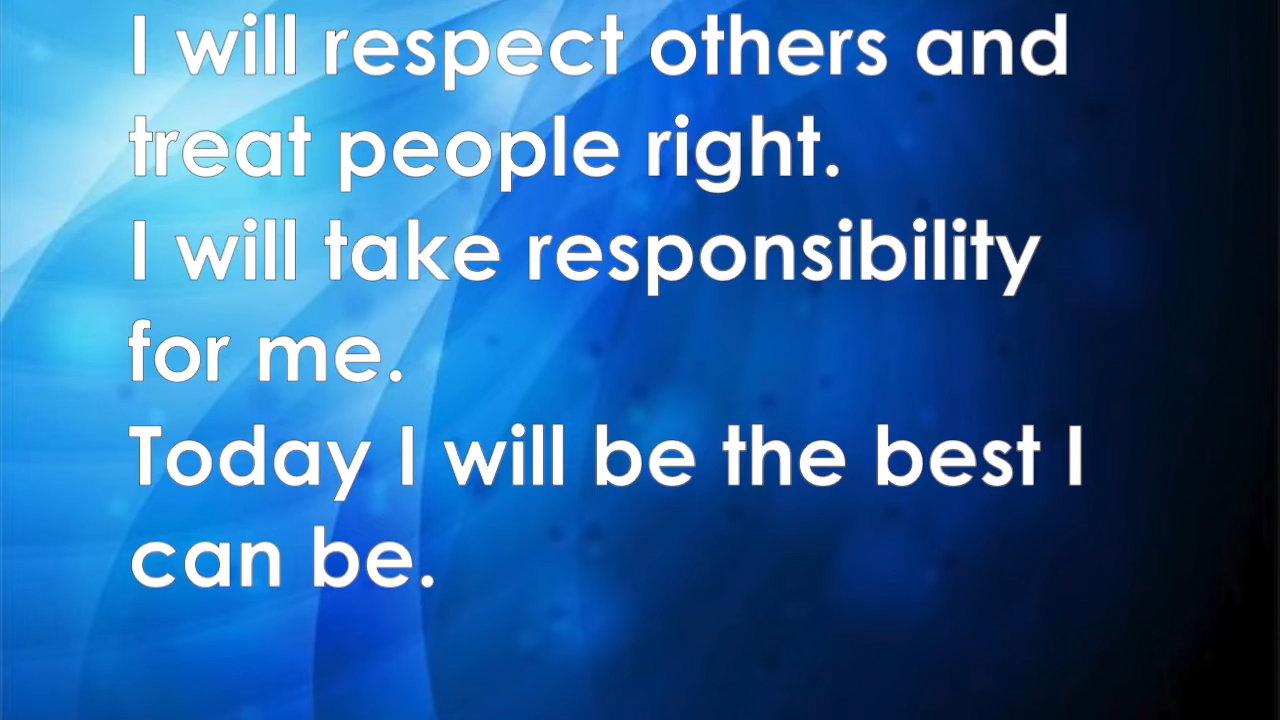 I will respect others and
treat people right.
I will take responsibility
for me.
Today I will be the best I
can be.